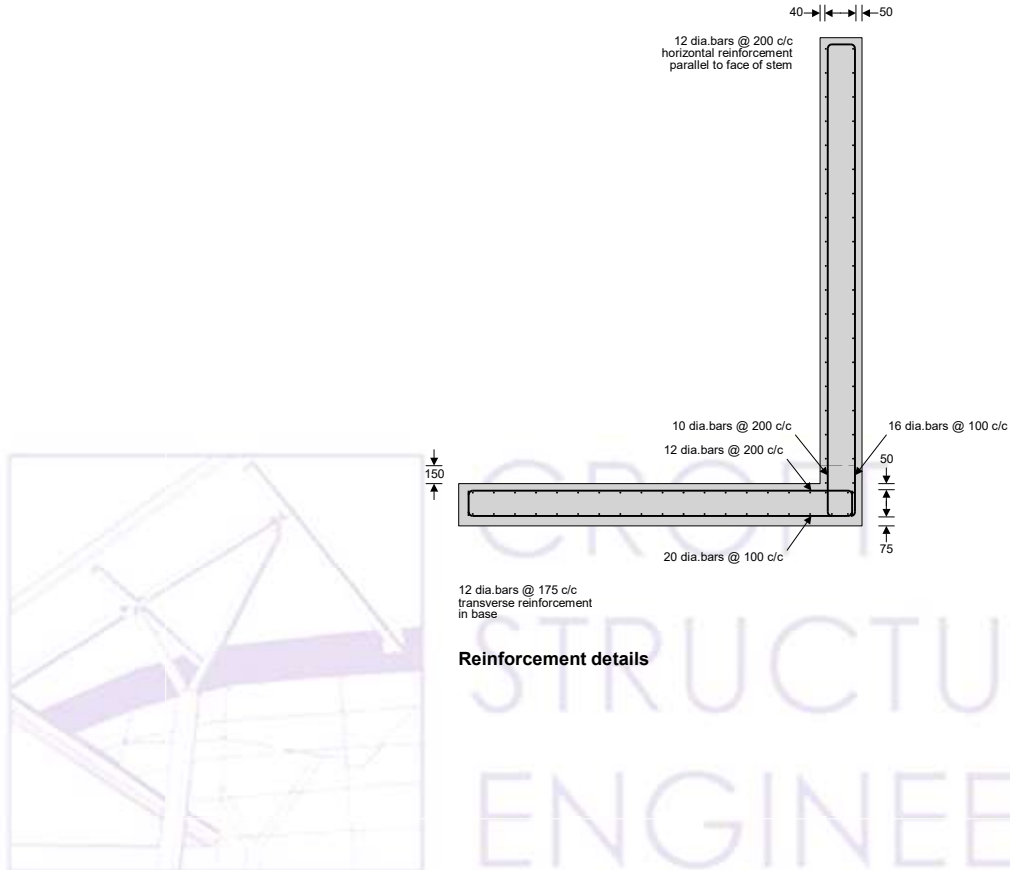 40
50
12 dia.bars @ 200 c/c
horizontal reinforcement
parallel to face of stem
10 dia.bars @ 200 c/c
16 dia.bars @ 100 c/c
12 dia.bars @ 200 c/c
50
150
75
20 dia.bars @ 100 c/c
12 dia.bars @ 175 c/c
transverse reinforcement
in base
Reinforcement details
CROFT
STRUCTU
ENGINEE